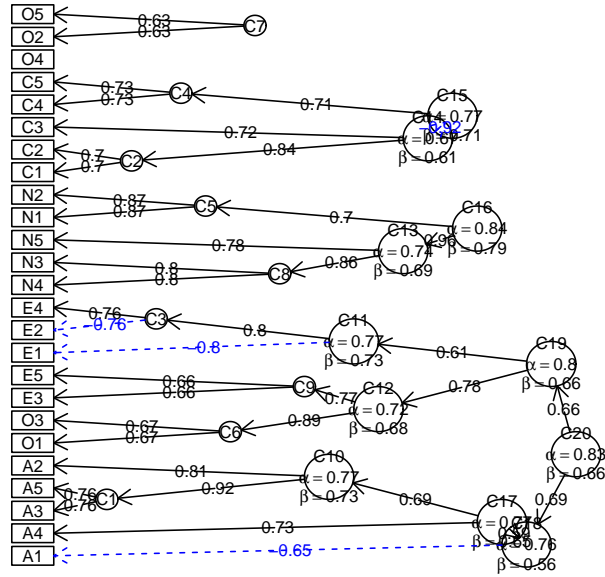 O5
0.63
C7
O2
0.63
O4
C5
0.73
C4
C15
C4
0.73
0.71
α = 0.77
C3
0.72
C2
0.7
C2
0.84
β = 0.61
C1
0.7
N2
0.87
C5
C16
N1
0.87
0.7
α = 0.84
β = 0.79
N5
0.78
C13
α = 0.74
β = 0.69
N3
0.8
C8
0.86
N4
0.8
E4
0.76
C3
E2
−0.76
0.8
C11
α = 0.77
β = 0.73
E1
−0.8
0.61
C19
α = 0.8
β = 0.66
E5
0.66
C9
0.77
C12
0.78
E3
0.66
α = 0.72
β = 0.68
0.66
O3
0.67
C6
0.89
O1
0.67
C20
α = 0.83
β = 0.66
A2
0.81
C10
α = 0.77
β = 0.73
A5
0.76
C1
0.92
A3
0.76
0.69
0.69
C17
A4
0.73
A1
−0.65
α = 0.76
β = 0.56